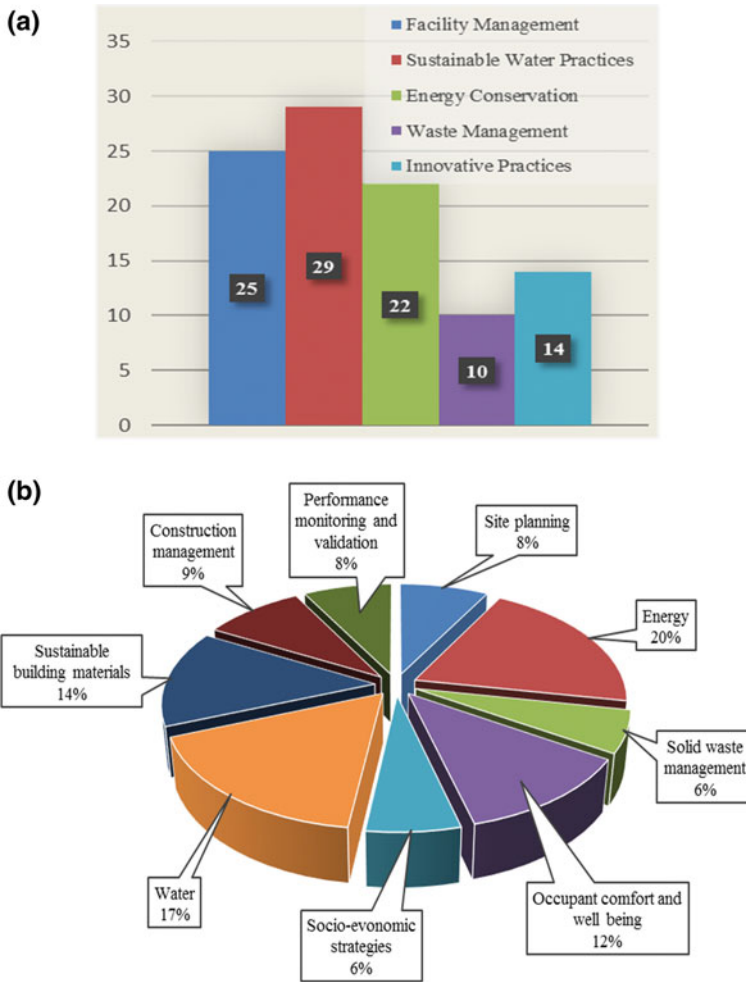 (a)
Facility Management
Sustainable Water Practices
Energy Conservation
Waste Management
Innovative Practices
35
30
25
20
15
10
5
0
25
29
22
10
14
(b)
Performance
monitoring and
validation
8%
Site planning
8%
Construction
management
9%
Energy
20%
Sustainable
building materials
14%
Solid waste
management
6%
Water
17%
Socio-evonomic
strategies
6%
Occupant comfort and
well being
12%